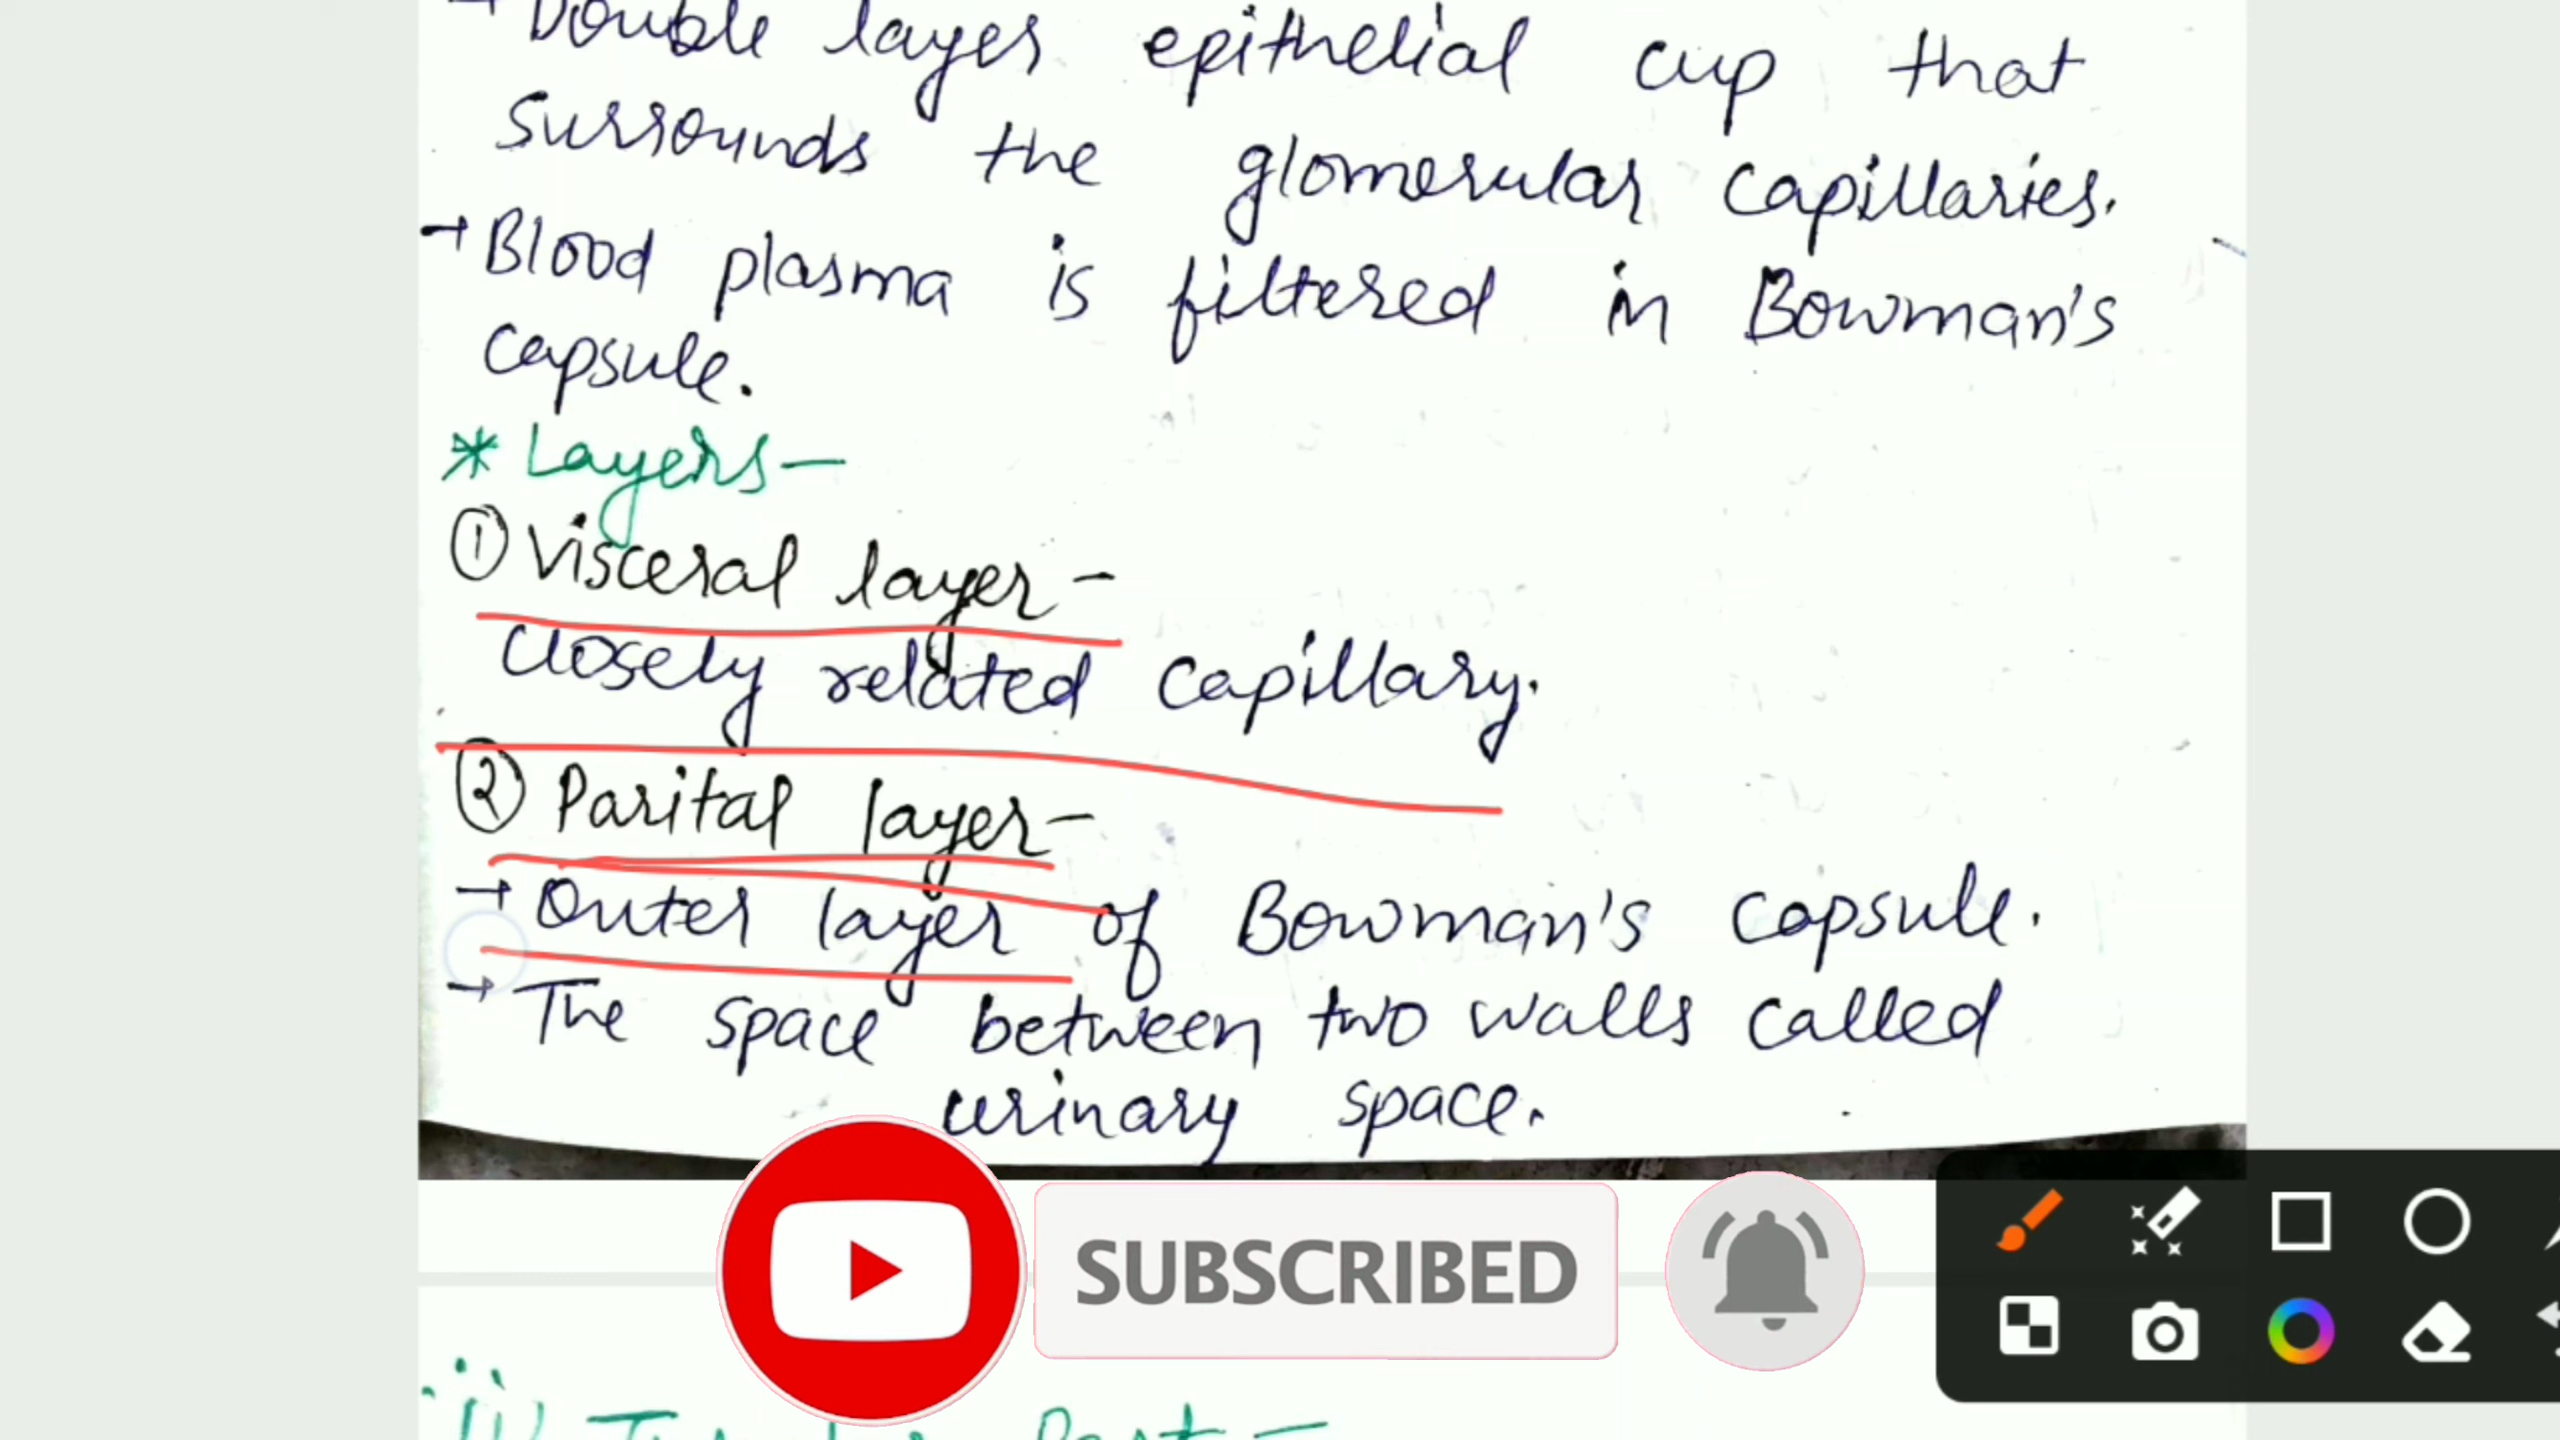 → Double layer epithelial cup that
surrounds the glomerular capillaries.
→ Blood plasma is filtered in Bowman's
capsule.
* Layers-
① Visceral layer-
Closely related capillary.
② Parital layer-
→ Outer layer of Bowman's capsule.
→ The space between two walls called
urinary space.
SUBSCRIBED
Part-